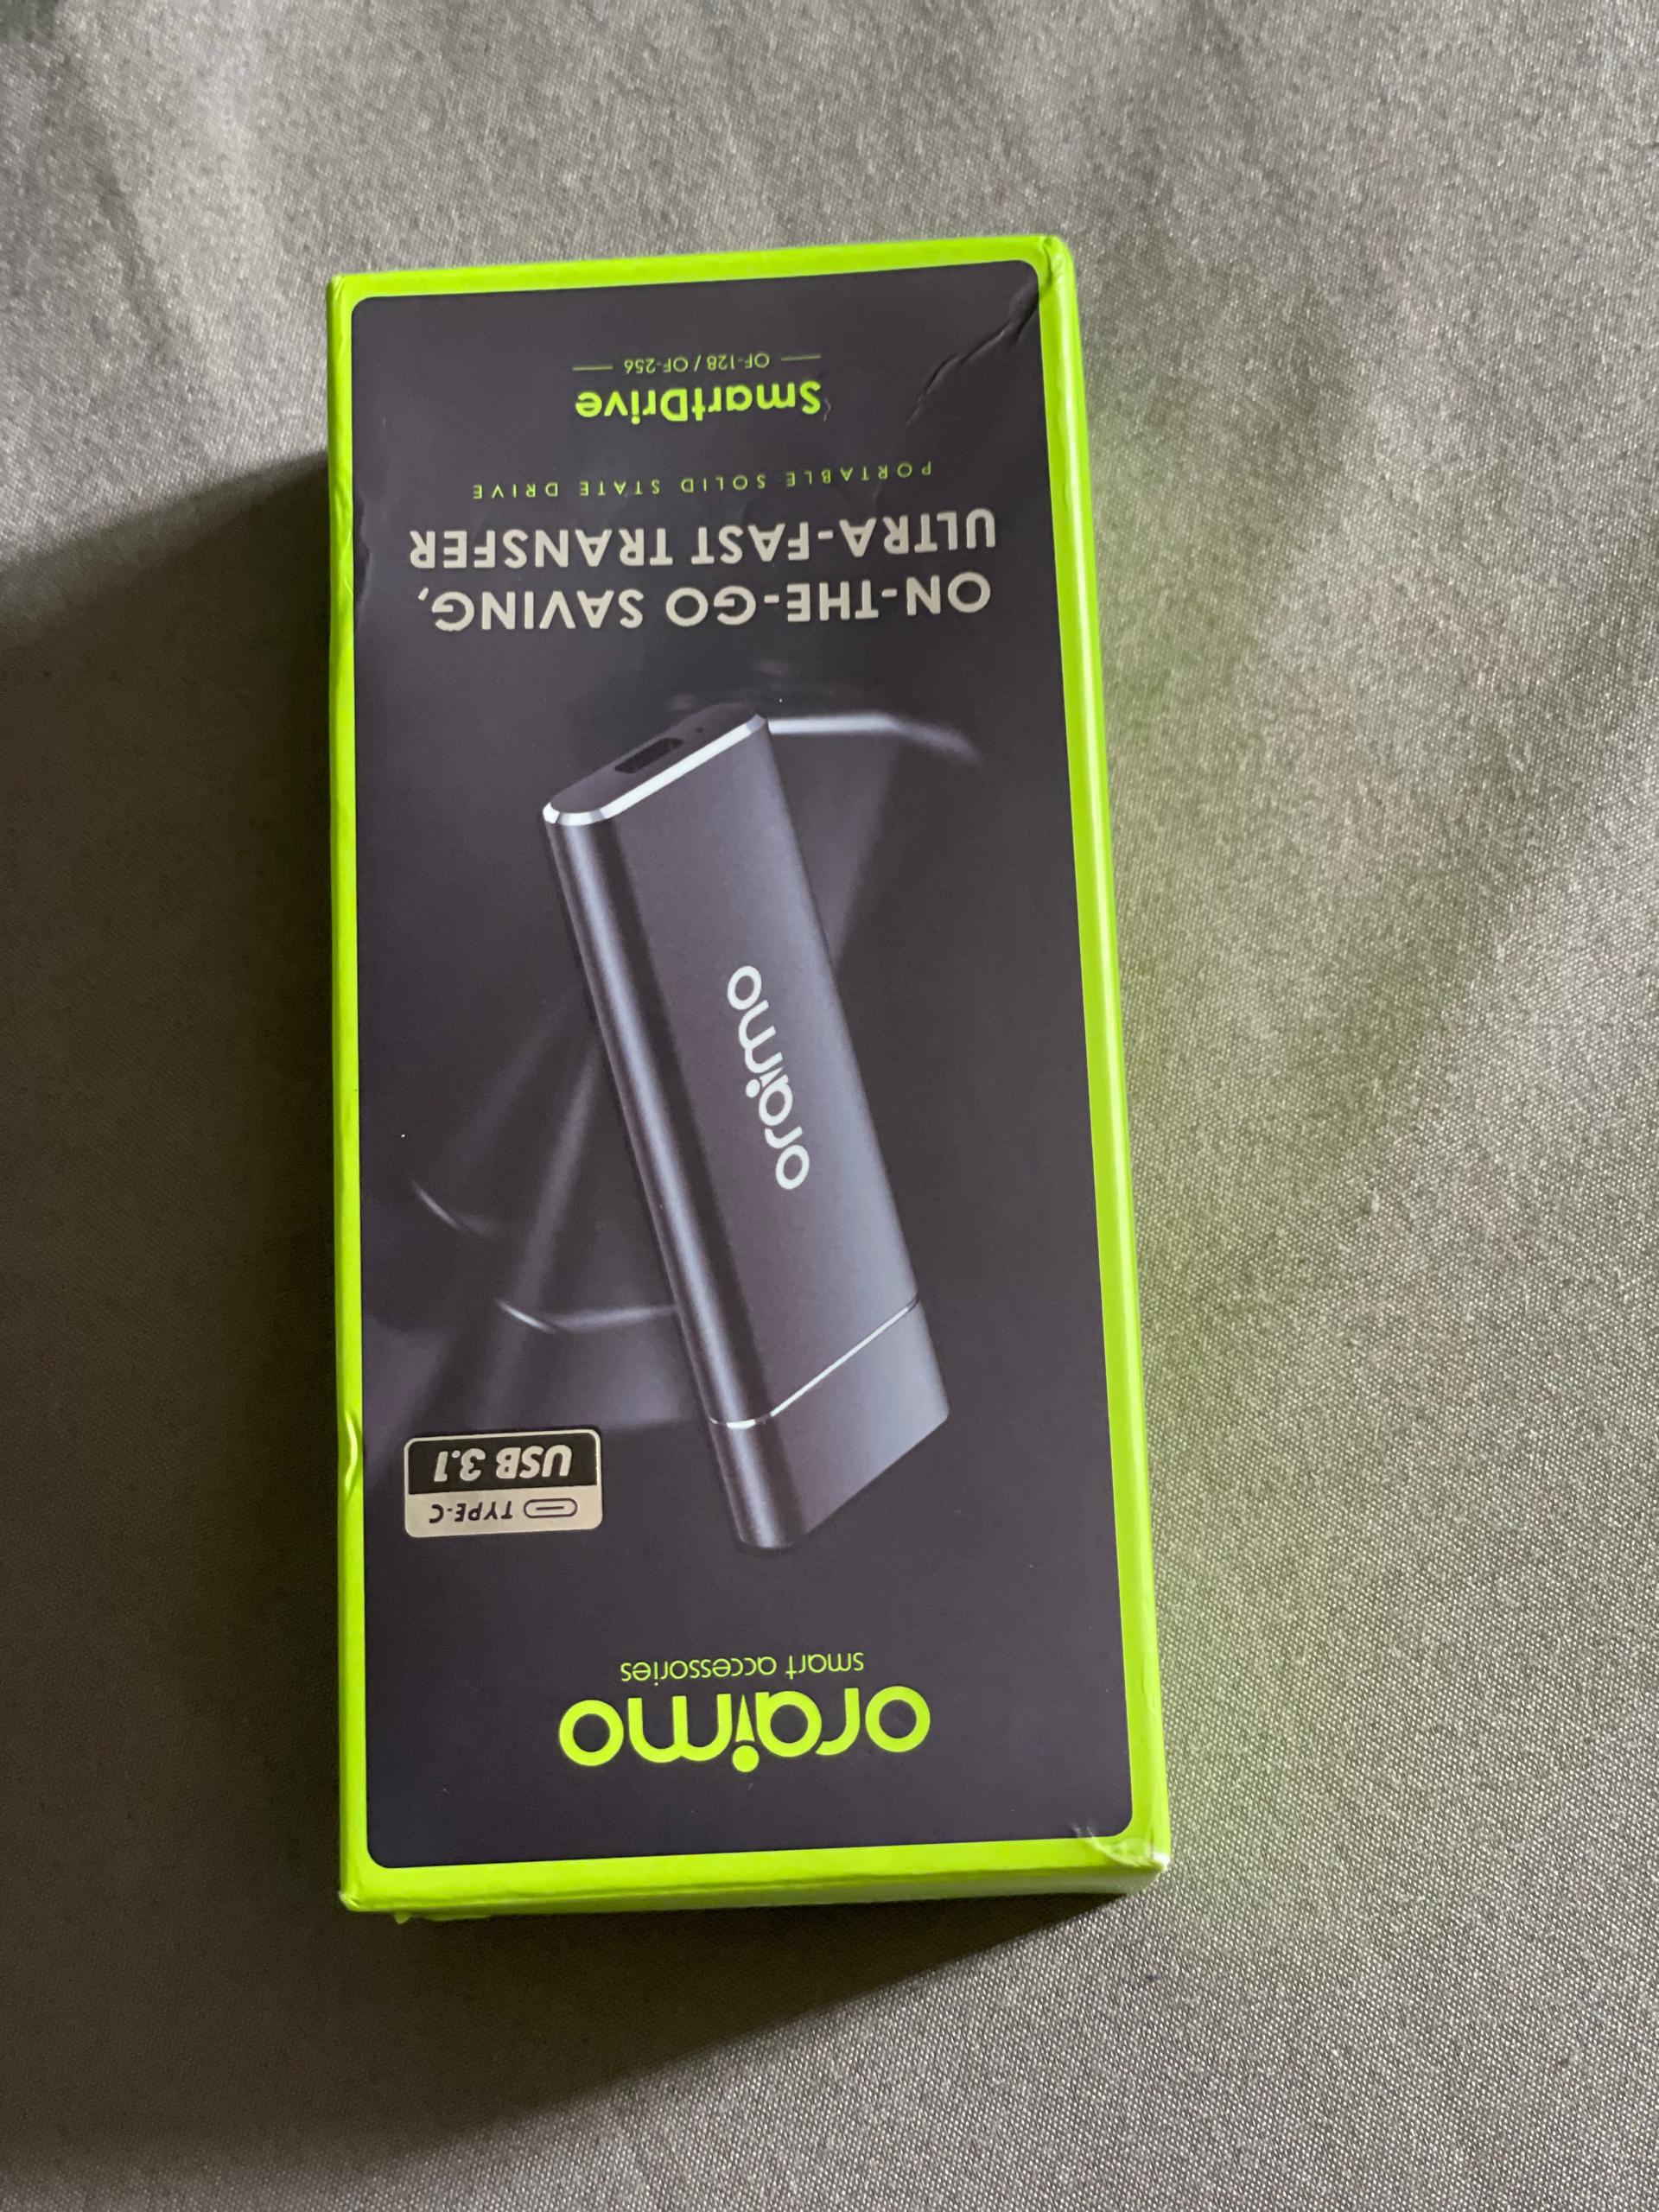 oraimo
smart accessories
TYPE-C
USB 3.1
oraimo
ON-THE-GO SAVING,
ULTRA-FAST TRANSFER
PORTABLE SOLID STATE DRIVE
SmartDrive
OF-128 / OF-256